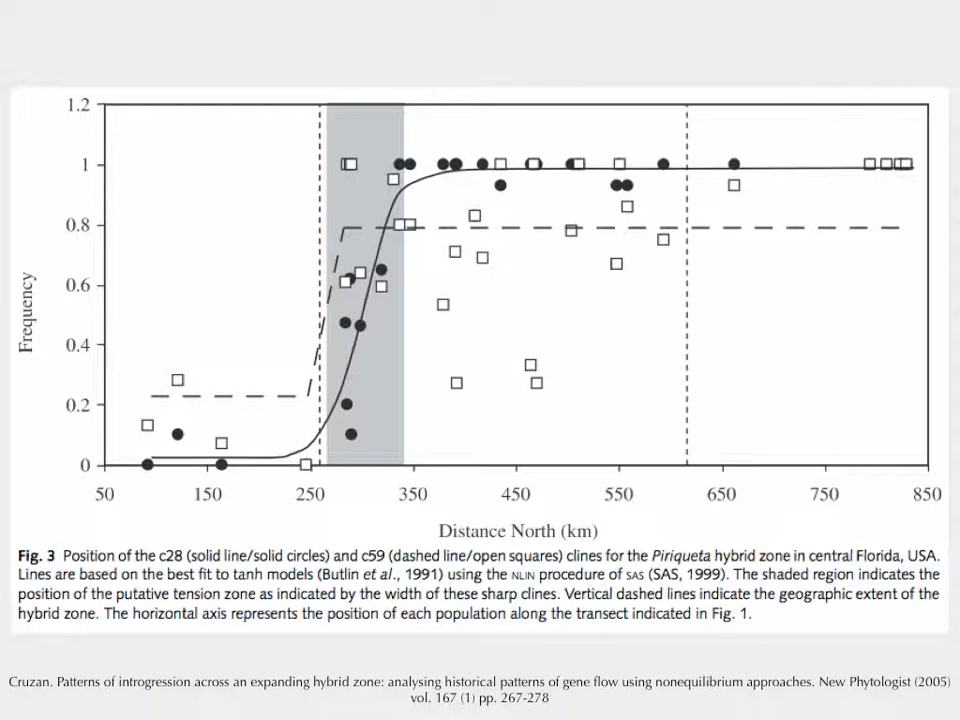 1.2
1
0.8
0.6
0.4
0.2
0
Frequency
50 150 250 350 450 550 650 750 850
Distance North (km)
Fig. 3 Position of the c28 (solid line/solid circles) and c59 (dashed line/open squares) clines for the Piriqueta hybrid zone in central Florida, USA.
Lines are based on the best fit to tanh models (Butlin et al., 1991) using the NLIN procedure of SAS (SAS, 1999). The shaded region indicates the
position of the putative tension zone as indicated by the width of these sharp clines. Vertical dashed lines indicate the geographic extent of the
hybrid zone. The horizontal axis represents the position of each population along the transect indicated in Fig. 1.
Cruzan. Patterns of introgression across an expanding hybrid zone: analysing historical patterns of gene flow using nonequilibrium approaches. New Phytologist (2005)
vol. 167 (1) pp. 267-278